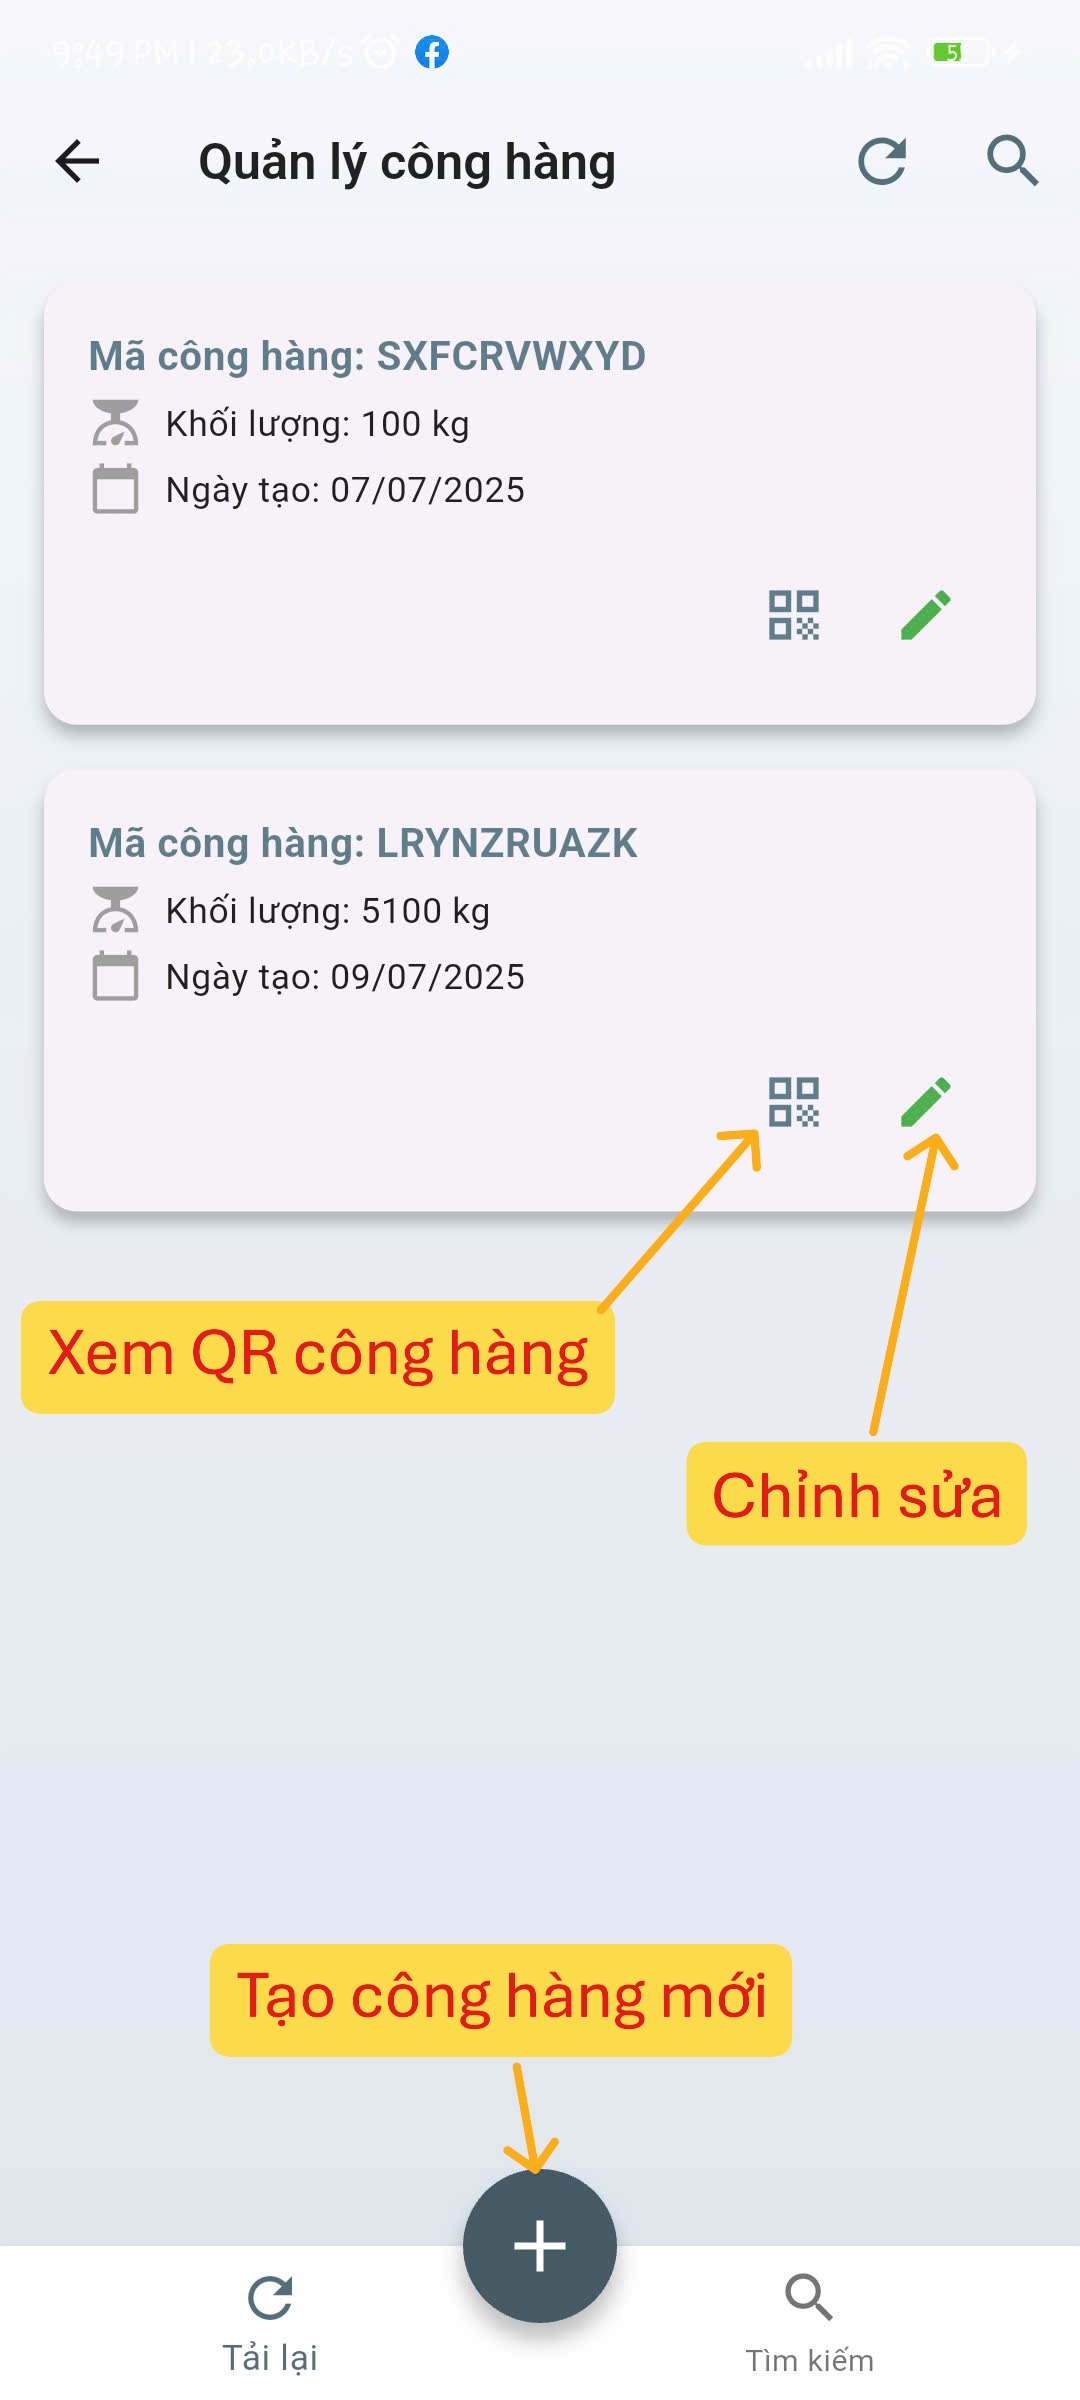 9:49 PM | 23.0KB/s
Quản lý công hàng
Mã công hàng: SXFCRVWXYD
Khối lượng: 100 kg
Ngày tạo: 07/07/2025
Mã công hàng: LRYNZRUAZK
Khối lượng: 5100 kg
Ngày tạo: 09/07/2025
Xem QR công hàng
Chỉnh sửa
Tạo công hàng mới
Tải lại
Tìm kiếm